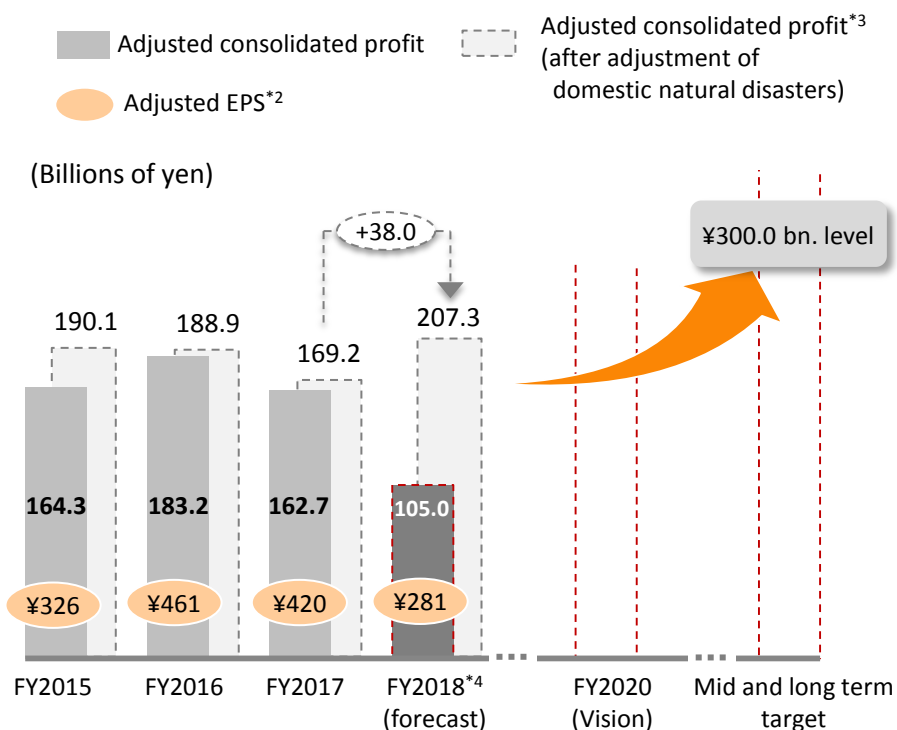 Adjusted consolidated profit
Adjusted consolidated profit*3
(after adjustment of
domestic natural disasters)
Adjusted EPS*2
(Billions of yen)
+38.0
¥300.0 bn. level
190.1
188.9
169.2
207.3
164.3
183.2
162.7
105.0
¥326
¥461
¥420
¥281
FY2015
FY2016
FY2017
FY2018*4
(forecast)
FY2020
(Vision)
Mid and long term
target